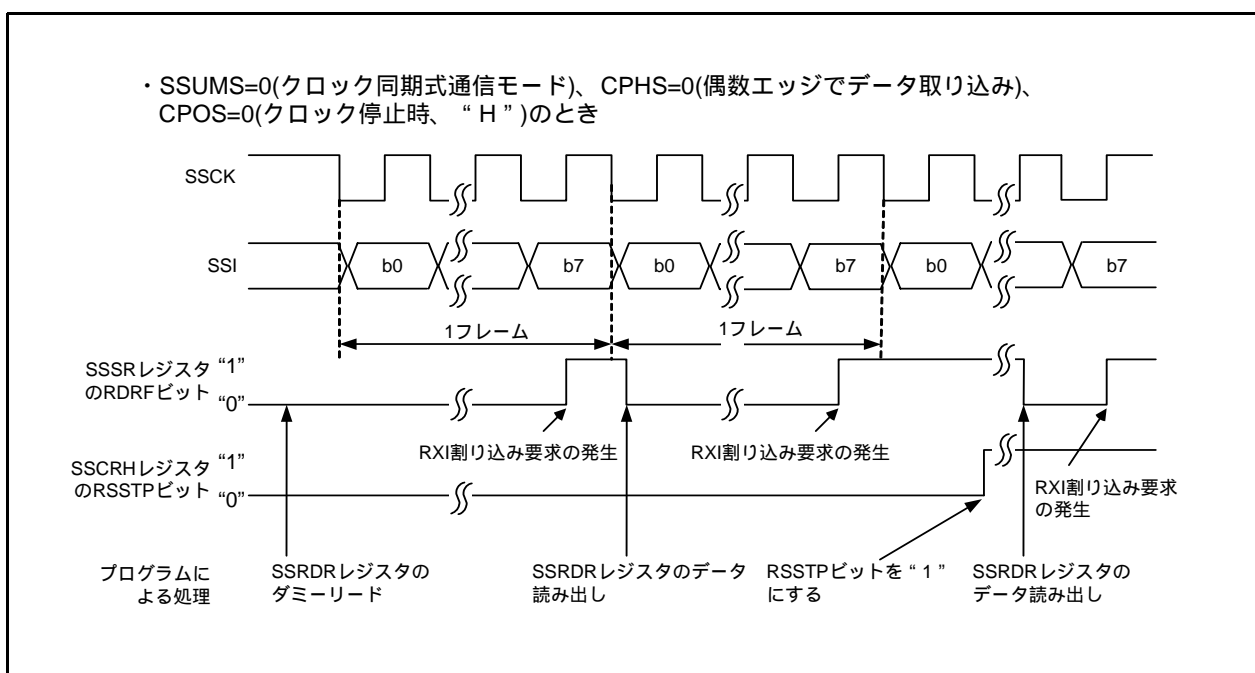 ・SSUMS=0(クロック同期式通信モード)、CPHS=0(偶数エッジでデータ取り込み)、
CPOS=0(クロック停止時、“ H ” )のとき
SSCK
SSI
b0
b7
b0
b7
b0
b7
1フレーム
1フレーム
SSSRレジスタ “1”
のRDRFビット “0”
RXI割り込み要求の発生
RXI割り込み要求の発生
SSCRHレジスタ “1”
のRSSTPビット “0”
RXI割り込み要求
の発生
プログラムに
よる処理
SSRDRレジスタの
ダミーリード
SSRDRレジスタのデータ
読み出し
RSSTPビットを“ 1 ”
にする
SSRDRレジスタの
データ読み出し